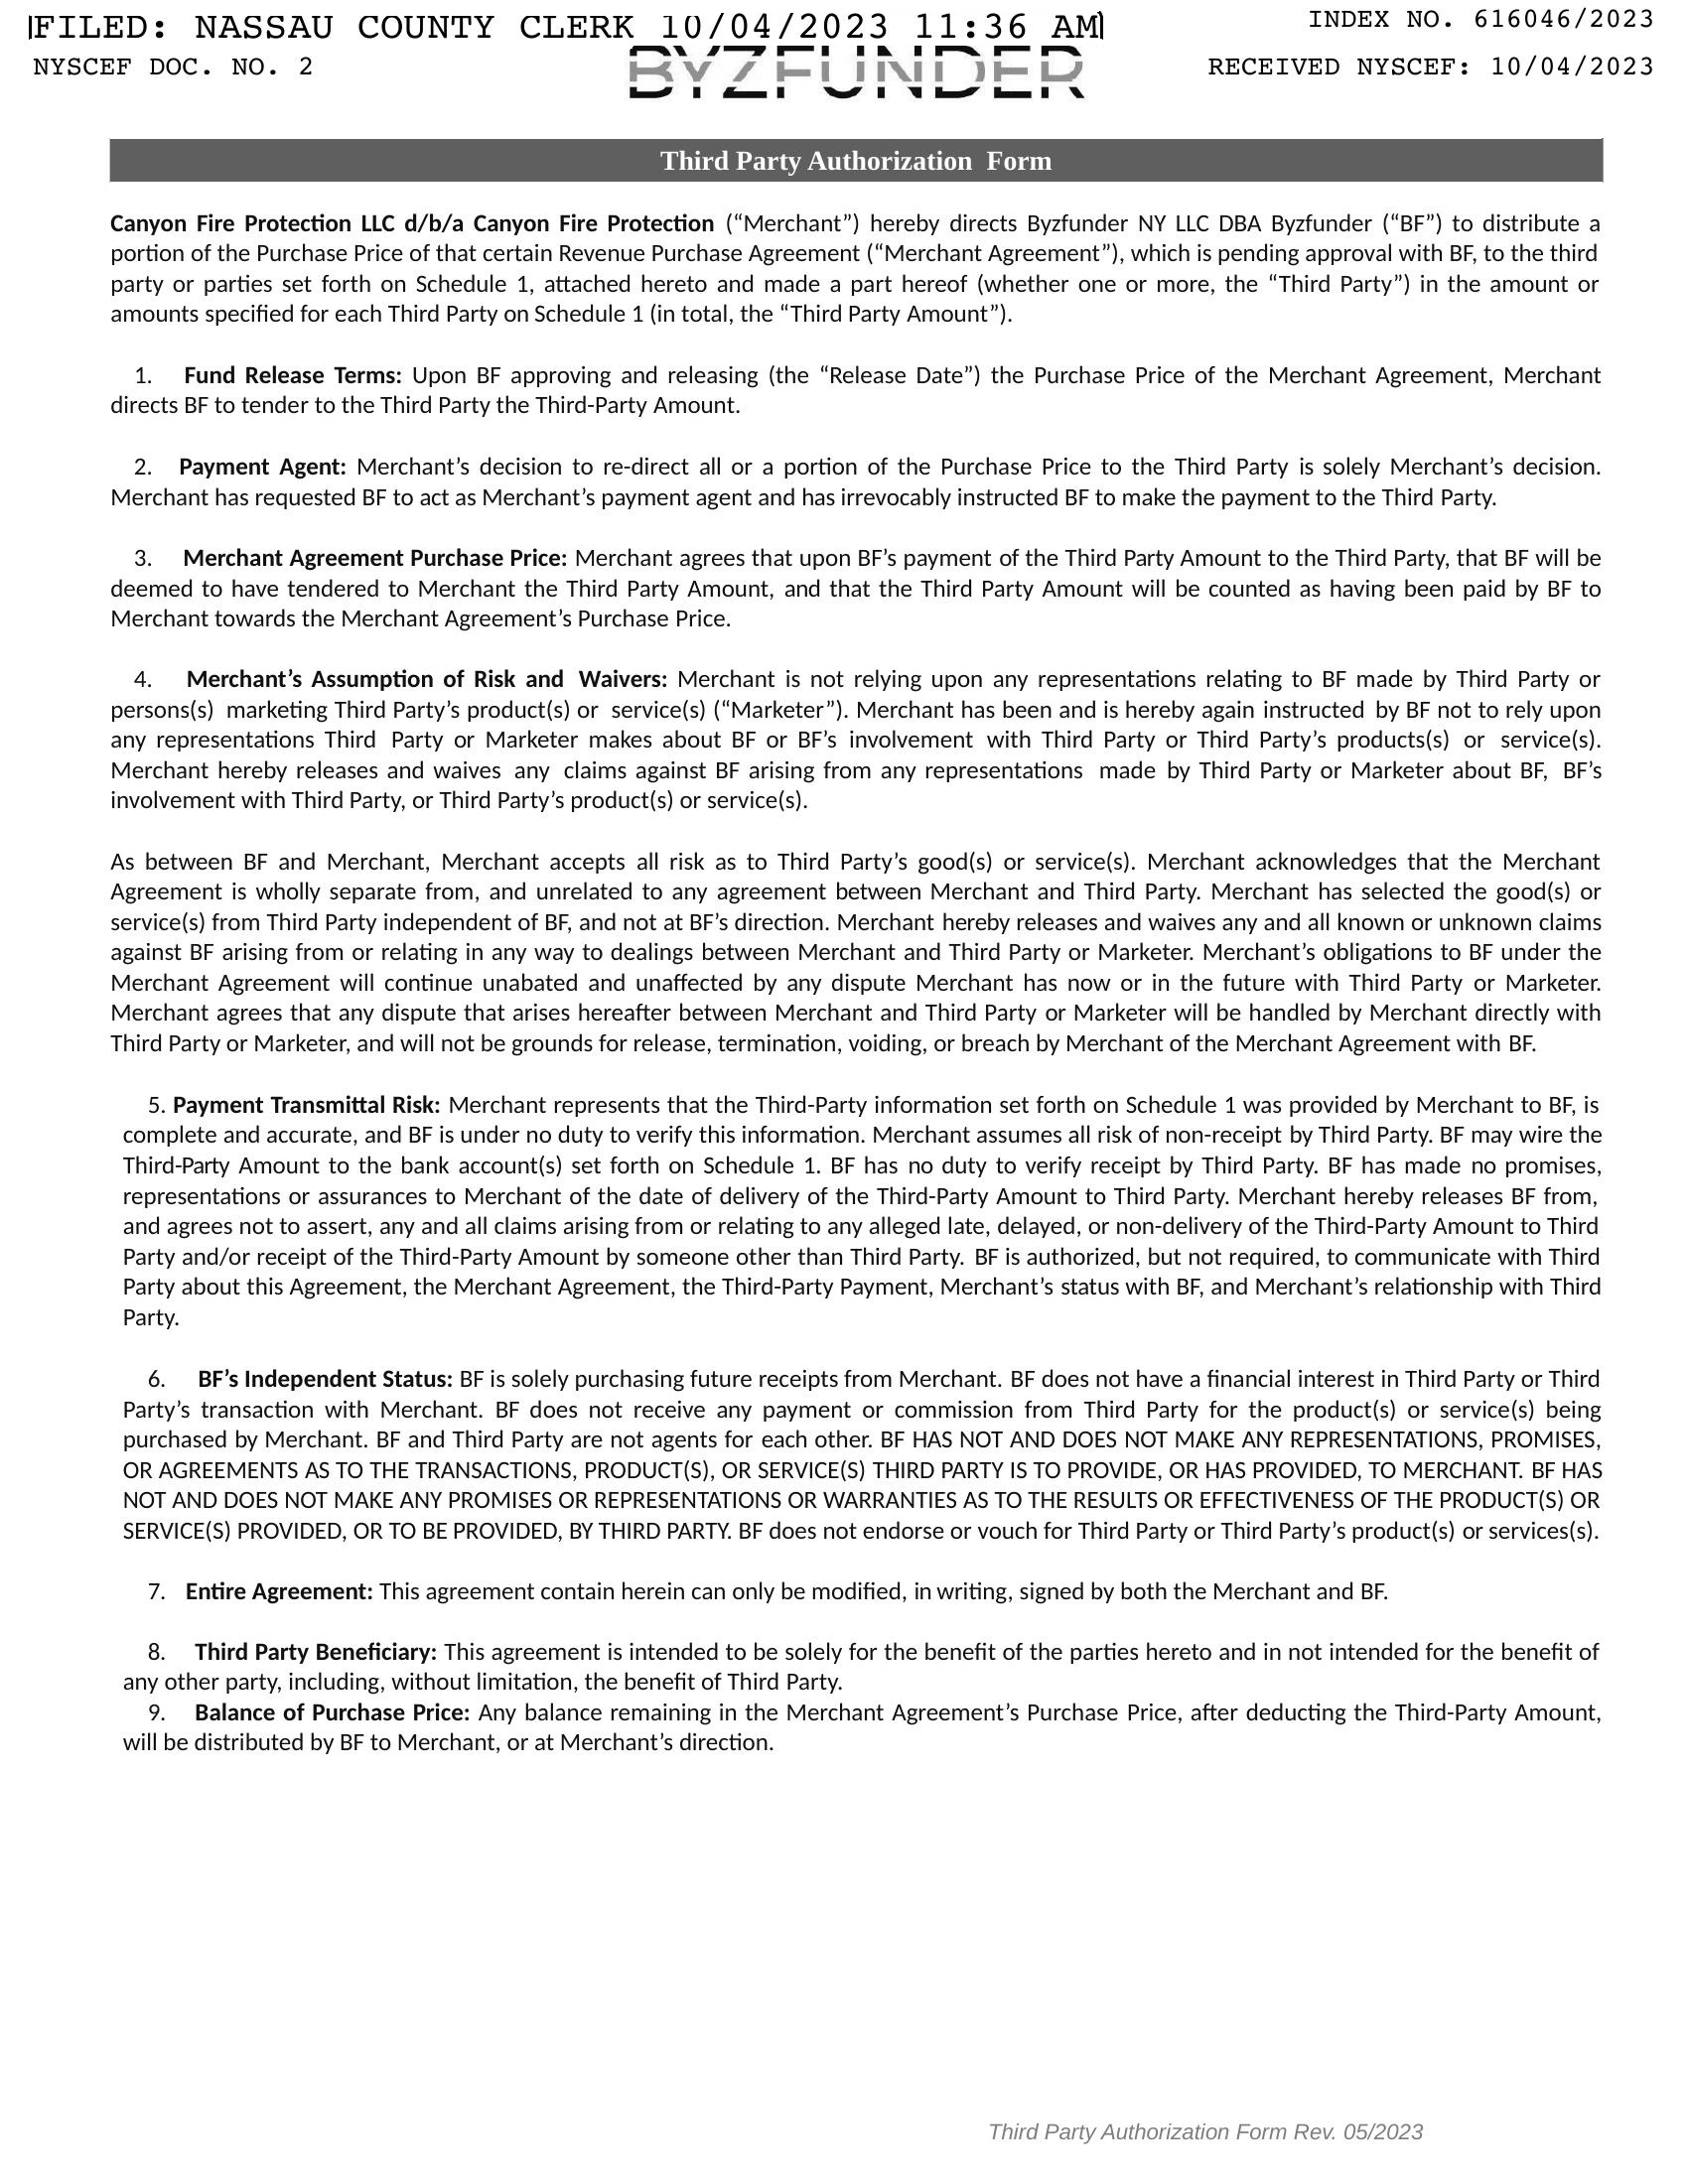 FILED: NASSAU COUNTY CLERK 10/04/2023 11:36 AM
INDEX NO. 616046/2023
NYSCEF DOC. NO. 2
RECEIVED NYSCEF: 10/04/2023
BYZFUNDER
Third Party Authorization Form
Canyon Fire Protection LLC d/b/a Canyon Fire Protection (“Merchant”) hereby directs Byzfunder NY LLC DBA Byzfunder (“BF”) to distribute a
portion of the Purchase Price of that certain Revenue Purchase Agreement (“Merchant Agreement”), which is pending approval with BF, to the third
party or parties set forth on Schedule 1, attached hereto and made a part hereof (whether one or more, the “Third Party”) in the amount or
amounts specified for each Third Party on Schedule 1 (in total, the “Third Party Amount”).
1. Fund Release Terms: Upon BF approving and releasing (the “Release Date”) the Purchase Price of the Merchant Agreement, Merchant
directs BF to tender to the Third Party the Third-Party Amount.
2. Payment Agent: Merchant’s decision to re-direct all or a portion of the Purchase Price to the Third Party is solely Merchant’s decision.
Merchant has requested BF to act as Merchant’s payment agent and has irrevocably instructed BF to make the payment to the Third Party.
3. Merchant Agreement Purchase Price: Merchant agrees that upon BF’s payment of the Third Party Amount to the Third Party, that BF will be
deemed to have tendered to Merchant the Third Party Amount, and that the Third Party Amount will be counted as having been paid by BF to
Merchant towards the Merchant Agreement’s Purchase Price.
4. Merchant’s Assumption of Risk and Waivers: Merchant is not relying upon any representations relating to BF made by Third Party or
persons(s) marketing Third Party’s product(s) or service(s) (“Marketer”). Merchant has been and is hereby again instructed by BF not to rely upon
any representations Third Party or Marketer makes about BF or BF’s involvement with Third Party or Third Party’s products(s) or service(s).
Merchant hereby releases and waives any claims against BF arising from any representations made by Third Party or Marketer about BF, BF’s
involvement with Third Party, or Third Party’s product(s) or service(s).
As between BF and Merchant, Merchant accepts all risk as to Third Party’s good(s) or service(s). Merchant acknowledges that the Merchant
Agreement is wholly separate from, and unrelated to any agreement between Merchant and Third Party. Merchant has selected the good(s) or
service(s) from Third Party independent of BF, and not at BF’s direction. Merchant hereby releases and waives any and all known or unknown claims
against BF arising from or relating in any way to dealings between Merchant and Third Party or Marketer. Merchant’s obligations to BF under the
Merchant Agreement will continue unabated and unaffected by any dispute Merchant has now or in the future with Third Party or Marketer.
Merchant agrees that any dispute that arises hereafter between Merchant and Third Party or Marketer will be handled by Merchant directly with
Third Party or Marketer, and will not be grounds for release, termination, voiding, or breach by Merchant of the Merchant Agreement with BF.
5. Payment Transmittal Risk: Merchant represents that the Third-Party information set forth on Schedule 1 was provided by Merchant to BF, is
complete and accurate, and BF is under no duty to verify this information. Merchant assumes all risk of non-receipt by Third Party. BF may wire the
Third-Party Amount to the bank account(s) set forth on Schedule 1. BF has no duty to verify receipt by Third Party. BF has made no promises,
representations or assurances to Merchant of the date of delivery of the Third-Party Amount to Third Party. Merchant hereby releases BF from,
and agrees not to assert, any and all claims arising from or relating to any alleged late, delayed, or non-delivery of the Third-Party Amount to Third
Party and/or receipt of the Third-Party Amount by someone other than Third Party. BF is authorized, but not required, to communicate with Third
Party about this Agreement, the Merchant Agreement, the Third-Party Payment, Merchant’s status with BF, and Merchant’s relationship with Third
Party.
6. BF’s Independent Status: BF is solely purchasing future receipts from Merchant. BF does not have a financial interest in Third Party or Third
Party’s transaction with Merchant. BF does not receive any payment or commission from Third Party for the product(s) or service(s) being
purchased by Merchant. BF and Third Party are not agents for each other. BF HAS NOT AND DOES NOT MAKE ANY REPRESENTATIONS, PROMISES,
OR AGREEMENTS AS TO THE TRANSACTIONS, PRODUCT(S), OR SERVICE(S) THIRD PARTY IS TO PROVIDE, OR HAS PROVIDED, TO MERCHANT. BF HAS
NOT AND DOES NOT MAKE ANY PROMISES OR REPRESENTATIONS OR WARRANTIES AS TO THE RESULTS OR EFFECTIVENESS OF THE PRODUCT(S) OR
SERVICE(S) PROVIDED, OR TO BE PROVIDED, BY THIRD PARTY. BF does not endorse or vouch for Third Party or Third Party’s product(s) or services(s).
7. Entire Agreement: This agreement contain herein can only be modified, in writing, signed by both the Merchant and BF.
8. Third Party Beneficiary: This agreement is intended to be solely for the benefit of the parties hereto and in not intended for the benefit of
any other party, including, without limitation, the benefit of Third Party.
9. Balance of Purchase Price: Any balance remaining in the Merchant Agreement’s Purchase Price, after deducting the Third-Party Amount,
will be distributed by BF to Merchant, or at Merchant’s direction.
Third Party Authorization Form Rev. 05/2023